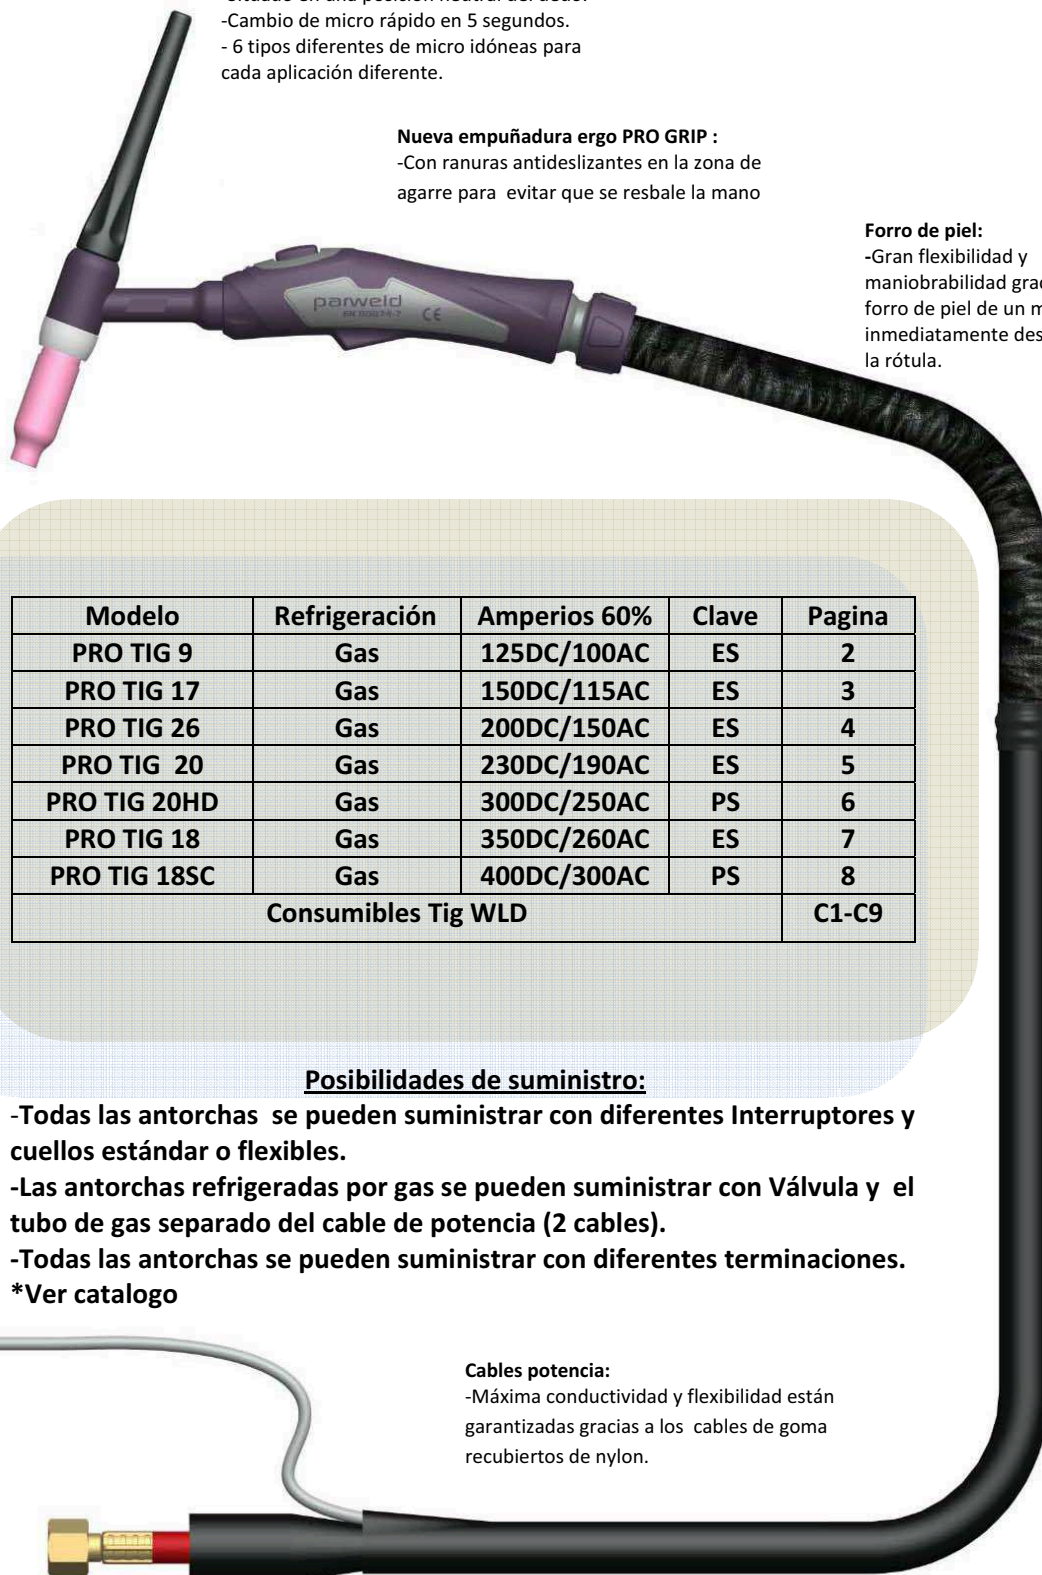 -Cambio de micro rápido en 5 segundos.
- 6 tipos diferentes de micro idóneas para
cada aplicación diferente.
Nueva empuñadura ergo PRO GRIP :
-Con ranuras antideslizantes en la zona de
agarre para evitar que se resbale la mano
Forro de piel:
-Gran flexibilidad y
maniobrabilidad
forro de piel de un
inmediatamente
la rótula.
parweld
CE
Modelo Refrigeración Amperios 60% Clave Pagina
PRO TIG 9 Gas 125DC/100AC ES 2
PRO TIG 17 Gas 150DC/115AC ES 3
PRO TIG 26 Gas 200DC/150AC ES 4
PRO TIG 20 Gas 230DC/190AC ES 5
PRO TIG 20HD Gas 300DC/250AC PS 6
PRO TIG 18 Gas 350DC/260AC ES 7
PRO TIG 18SC Gas 400DC/300AC PS 8
Consumibles Tig WLD C1-C9
Posibilidades de suministro:
-Todas las antorchas se pueden suministrar con diferentes Interruptores y
cuellos estándar o flexibles.
-Las antorchas refrigeradas por gas se pueden suministrar con Válvula y el
tubo de gas separado del cable de potencia (2 cables).
-Todas las antorchas se pueden suministrar con diferentes terminaciones.
*Ver catalogo
Cables potencia:
-Máxima conductividad y flexibilidad están
garantizadas gracias a los cables de goma
recubiertos de nylon.